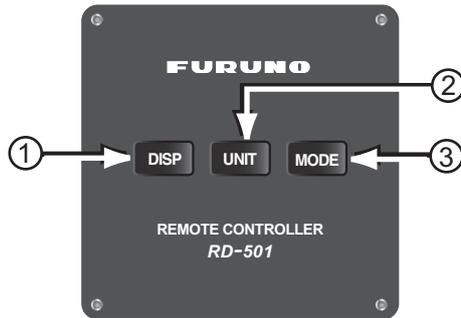 FURUNO
②
① DISP UNIT MODE ③
REMOTE CONTROLLER
RD-501